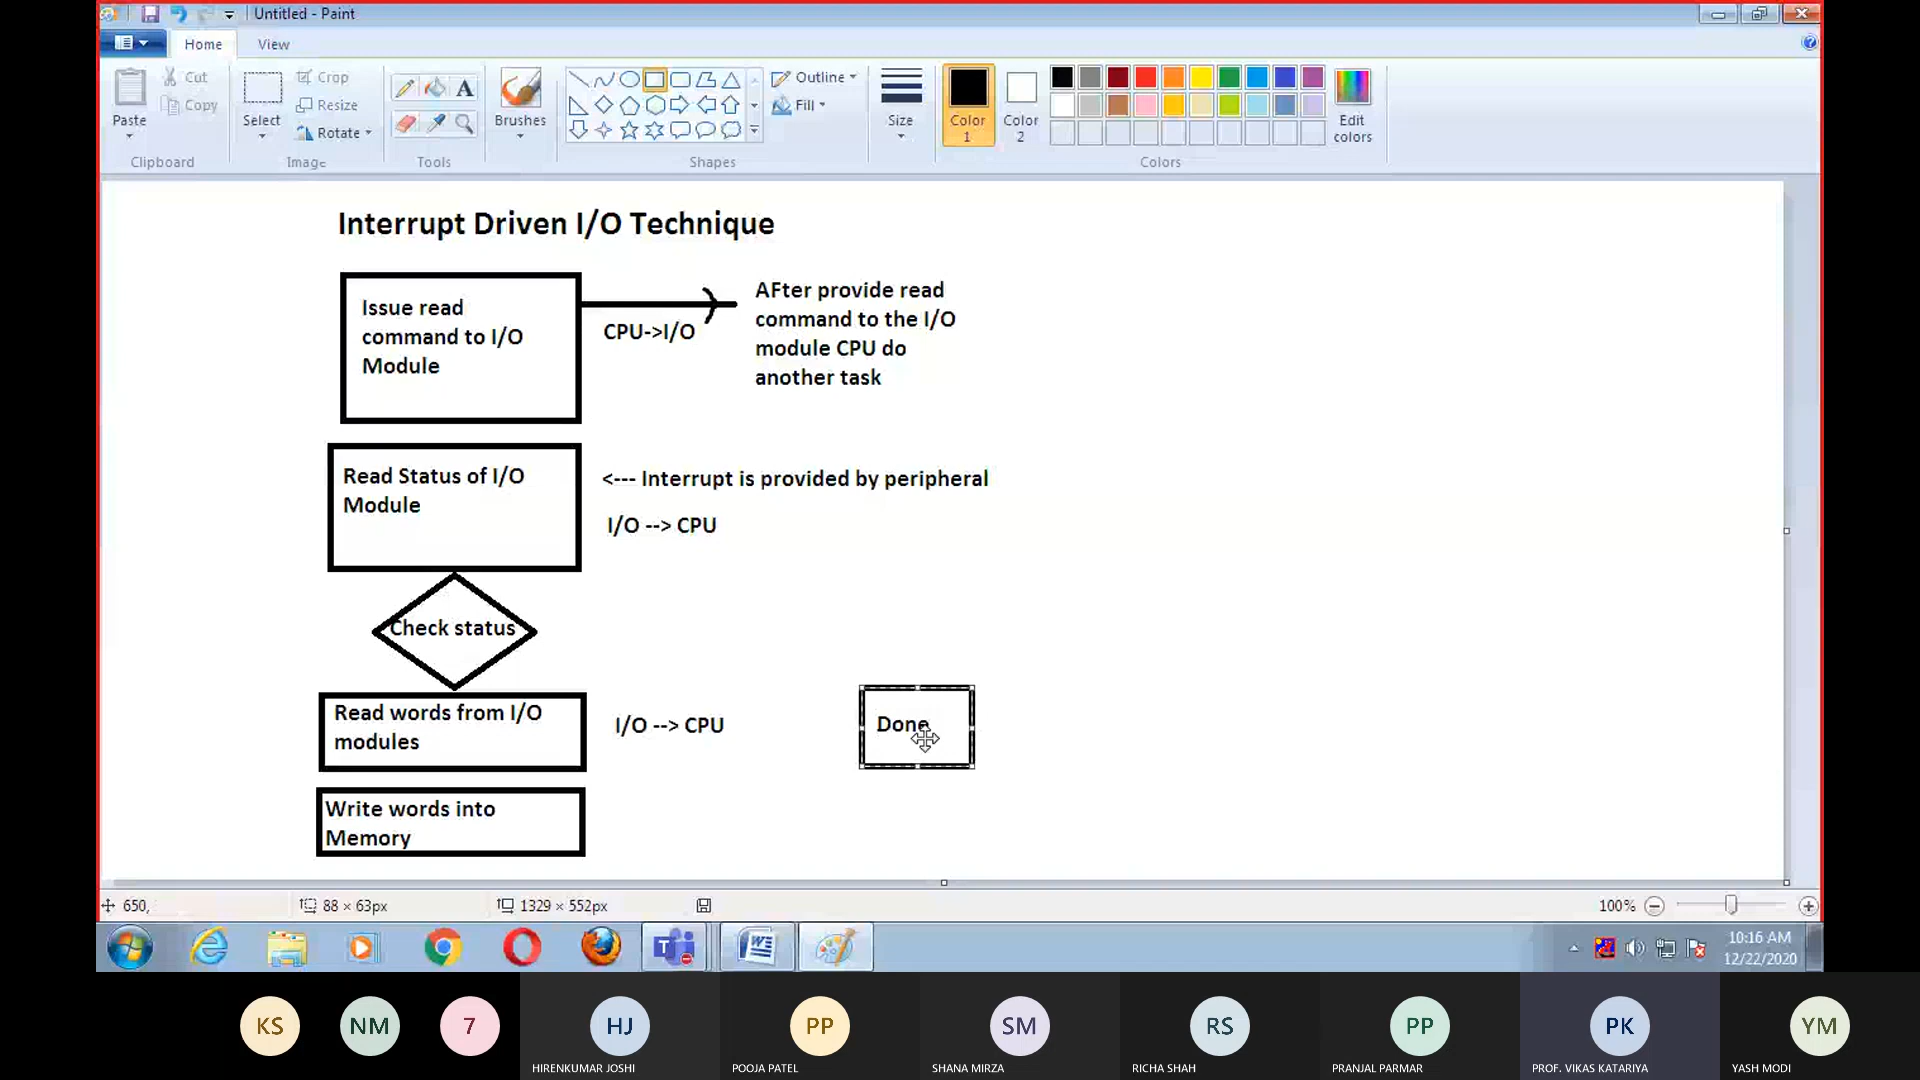 Untitled - Paint
Home
View
Paste
Cut
Copy
Clipboard
Select
Crop
Resize
Rotate
Image
A
Tools
Brushes
Shapes
Outline
Fill
Size
Color
1
Color
2
Edit
colors
Colors
Interrupt Driven I/O Technique
Issue read
command to I/O
Module
CPU->I/O
AFter provide read
command to the I/O
module CPU do
another task
Read Status of I/O
Module
<--- Interrupt is provided by peripheral
I/O --> CPU
Check status
Read words from I/O
modules
I/O --> CPU
Done
Write words into
Memory
650,
88 × 63px
1329 × 552px
100%
10:16 AM
12/22/2020
KS
NM
7
HJ
HIRENKUMAR JOSHI
PP
POOJA PATEL
SM
SHANA MIRZA
RS
RICHA SHAH
PP
PRANJAL PARMAR
PK
PROF. VIKAS KATARIYA
YM
YASH MODI